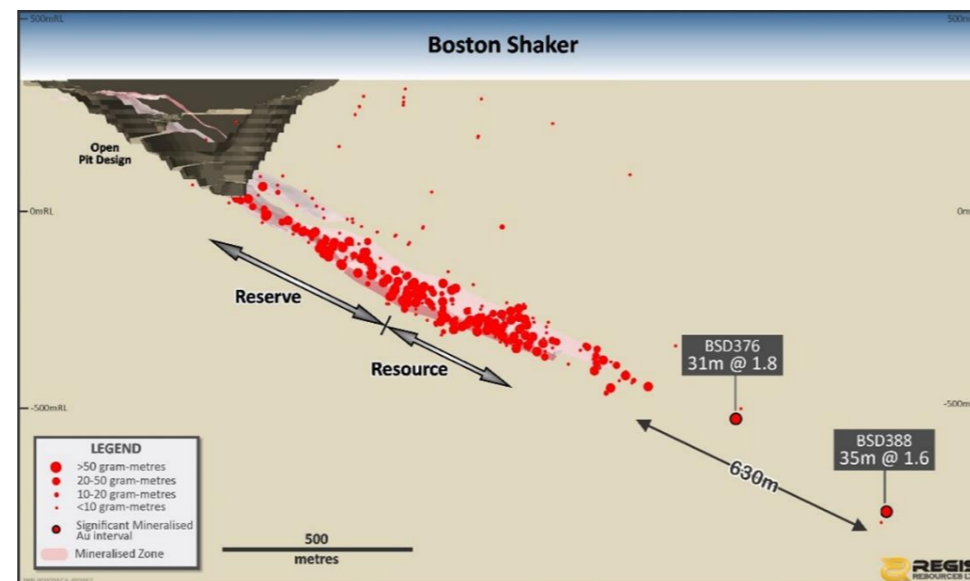 500mRL
500m
Boston Shaker
Open
Pit Design
0mRL
0m
Reserve
Resource
BSD376
31m @ 1.8
-500mRL
-500m
BSD388
35m @ 1.6
630m
LEGEND
>50 gram-metres
20-50 gram-metres
10-20 gram-metres
<10 gram-metres
Significant Mineralised
Au Interval
Mineralised Zone
500
metres
REGIS
RESOURCES